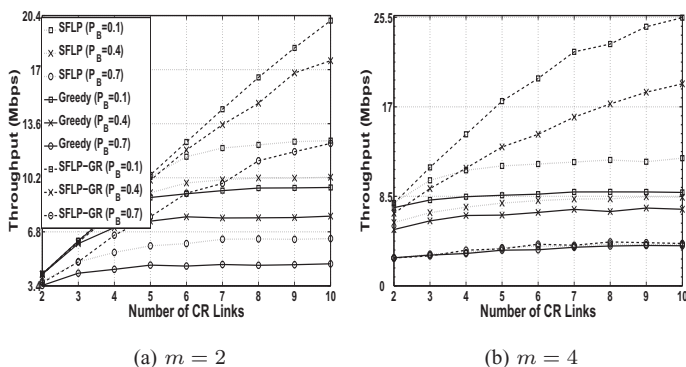 20.4
17
13.6
10.2
6.8
3.4
Throughput (Mbps)
SFLP (P_B=0.1)
SFLP (P_B=0.4)
SFLP (P_B=0.7)
Greedy (P_B=0.1)
Greedy (P_B=0.4)
Greedy (P_B=0.7)
SFLP-GR (P_B=0.1)
SFLP-GR (P_B=0.4)
SFLP-GR (P_B=0.7)
2 3 4 5 6 7 8 9 10
Number of CR Links
(a) m = 2
25.5
17
8.5
0
Throughput (Mbps)
2 3 4 5 6 7 8 9 10
Number of CR Links
(b) m = 4